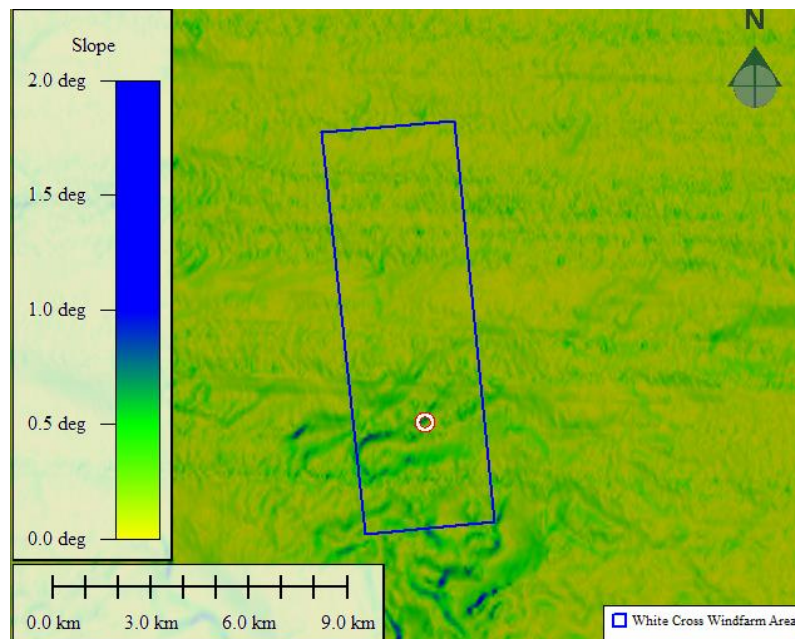 N
Slope
2.0 deg
1.5 deg
1.0 deg
0.5 deg
0.0 deg
0.0 km 3.0 km 6.0 km 9.0 km
White Cross Windfarm Area